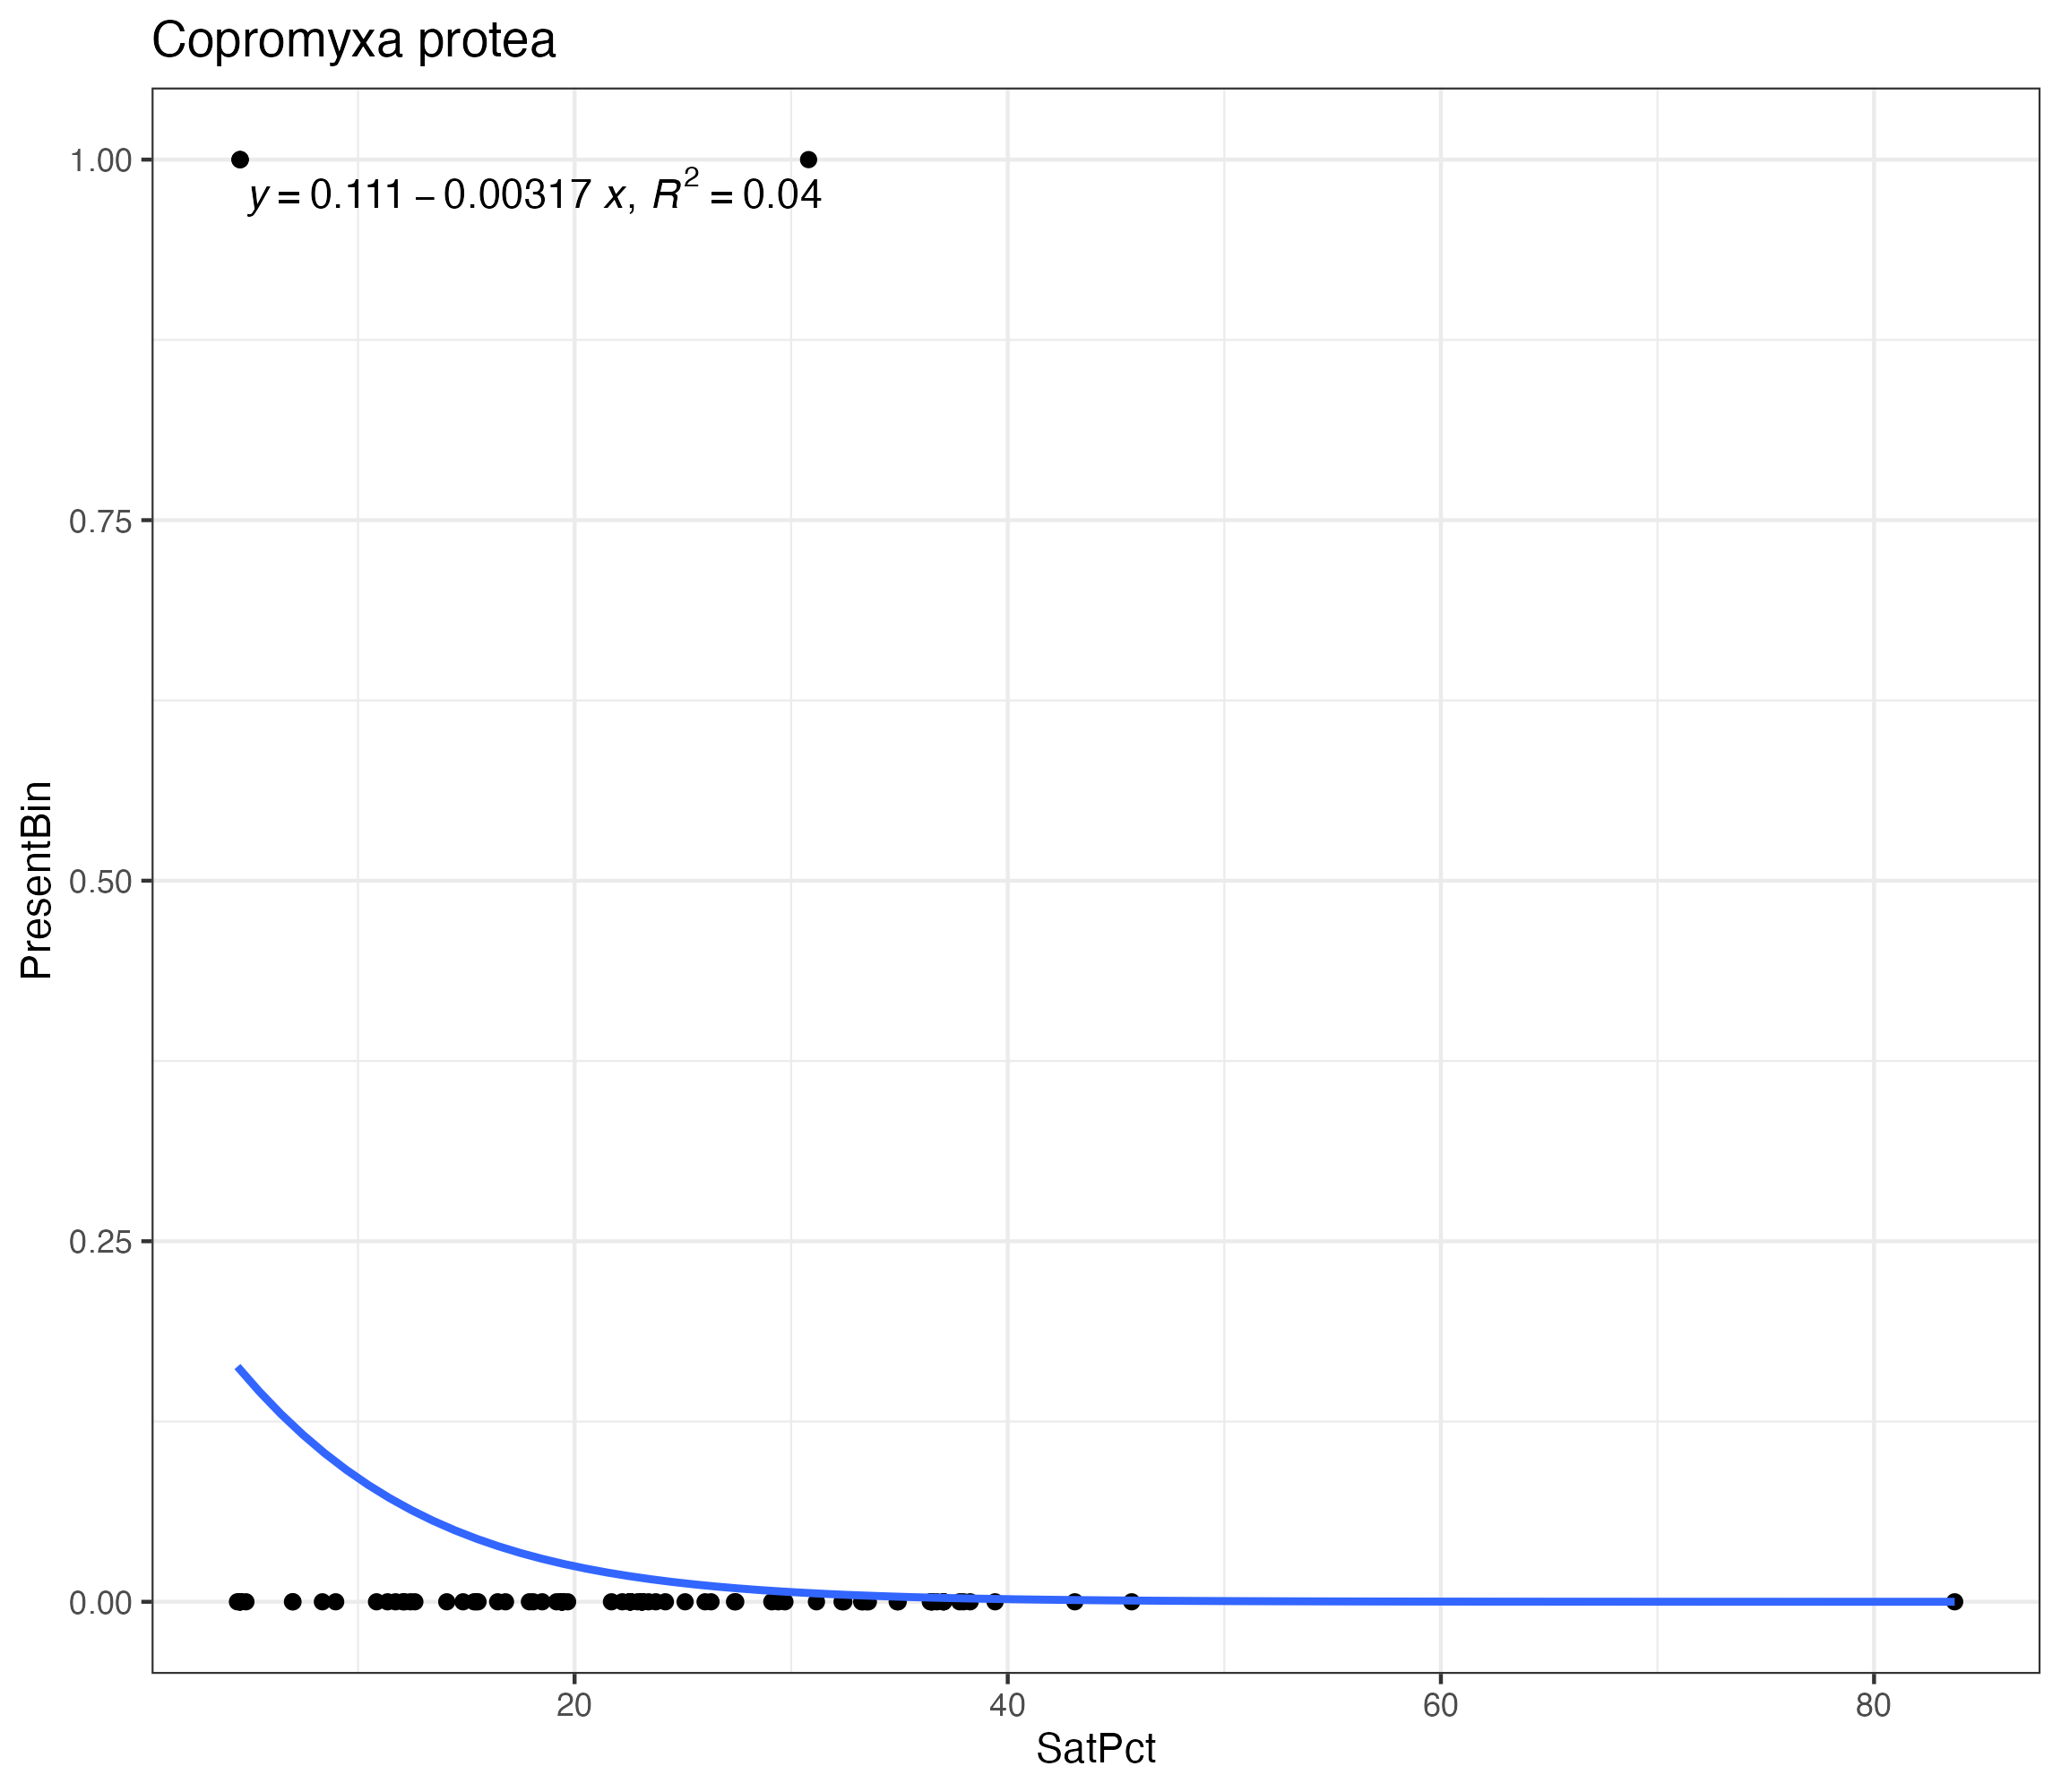 Copromyxa protea
1.00
y = 0.111 − 0.00317 x, R² = 0.04
0.75
0.50
0.25
0.00
PresentBin
20 40 60 80
SatPct